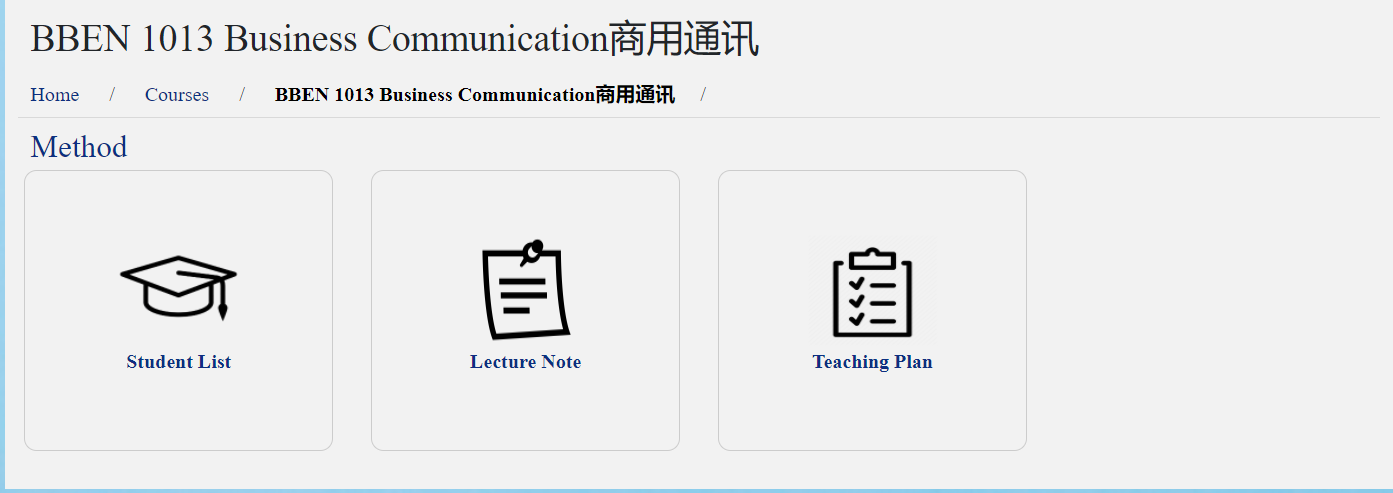 BBEN 1013 Business Communication商用通讯
Home / Courses / BBEN 1013 Business Communication商用通讯 /
Method
Student List
Lecture Note
Teaching Plan